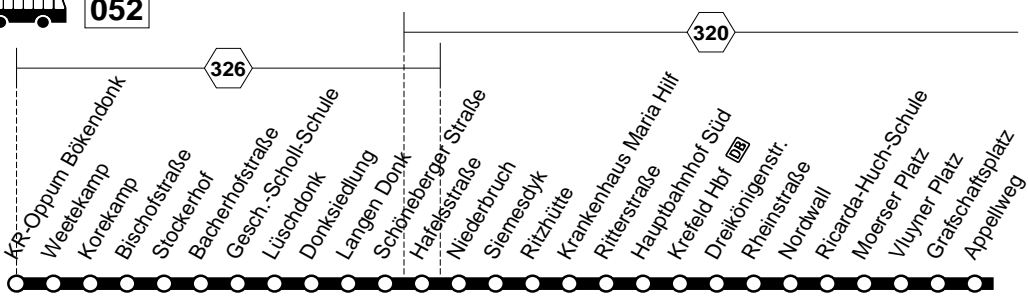 052
320
326
KR-Oppum Bökendonk
Weetekamp
Korekamp
Bischofstraße
Stockerhof
Bacherhofstraße
Gesch.-Scholl-Schule
Lüschdonk
Donksiedlung
Langen Donk
Schöneberger Straße
Hafelsstraße
Niederbruch
Siemesdyk
Ritzhütte
Krankenhaus Maria Hilf
Ritterstraße
Hauptbahnhof Süd
Krefeld Hbf DB
Dreikönigenstr.
Rheinstraße
Nordwall
Ricarda-Huch-Schule
Moerser Platz
Vluyner Platz
Grafschaftsplatz
Appellweg